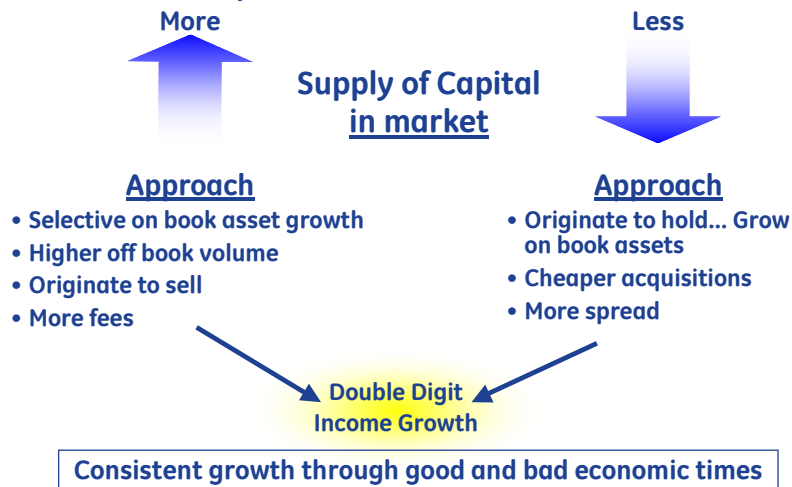 More
Less
Supply of Capital
in market
Approach
• Selective on book asset growth
• Higher off book volume
• Originate to sell
• More fees
Approach
• Originate to hold... Grow
on book assets
• Cheaper acquisitions
• More spread
Double Digit
Income Growth
Consistent growth through good and bad economic times